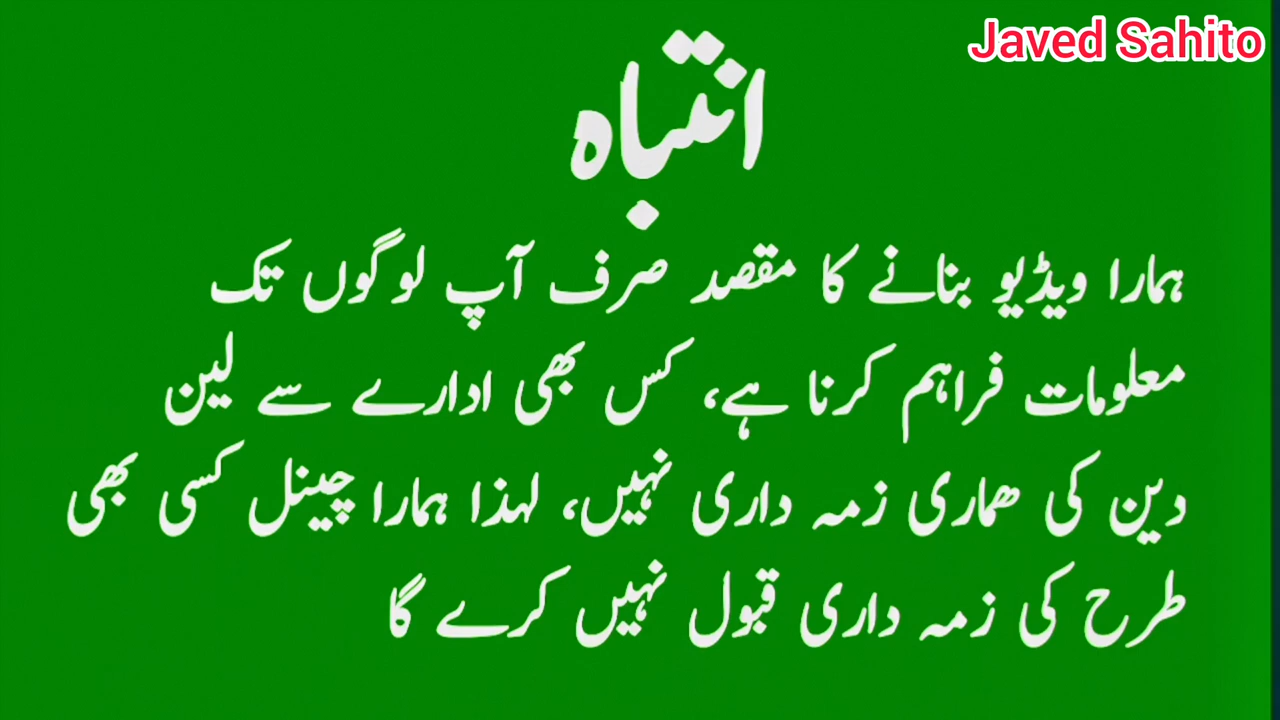 Javed Sahito
انتباہ
ہمارا ویڈیو بنانے کا مقصد صرف آپ لوگوں تک
معلومات فراہم کرنا ہے، کس بھی ادارے سے لین
دین کی ھماری زمہ داری نہیں، لہذا ہمارا چینل کسی بھی
طرح کی زمہ داری قبول نہیں کرے گا